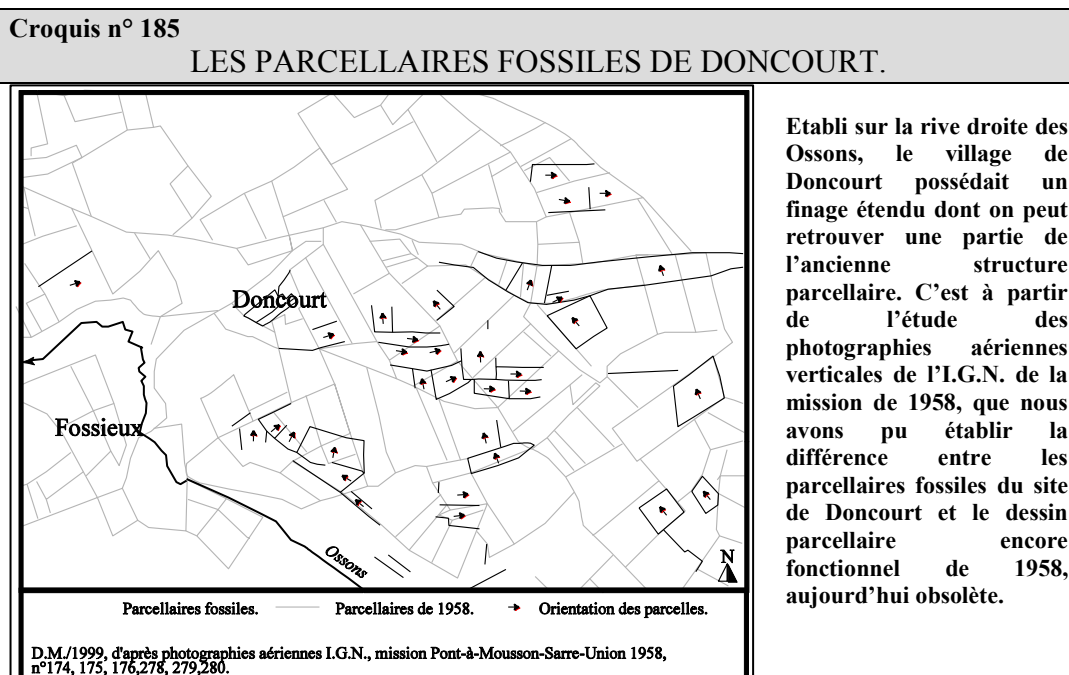 Croquis n° 185
LES PARCELLAIRES FOSSILES DE DONCOURT.
Doncourt
Fossieux
Ossons
N
Parcellaires fossiles.
Parcellaires de 1958.
Orientation des parcelles.
D.M./1999, d'après photographies aériennes I.G.N., mission Pont-à-Mousson-Sarre-Union 1958,
n°174, 175, 176,278, 279,280.
Etabli sur la rive droite des
Ossons, le village de
Doncourt possédait un
finage étendu dont on peut
retrouver une partie de
l'ancienne structure
parcellaire. C'est à partir
de l'étude des
photographies aériennes
verticales de l'I.G.N. de la
mission de 1958, que nous
avons pu établir la
différence entre les
parcellaires fossiles du site
de Doncourt et le dessin
parcellaire encore
fonctionnel de 1958,
aujourd'hui obsolète.